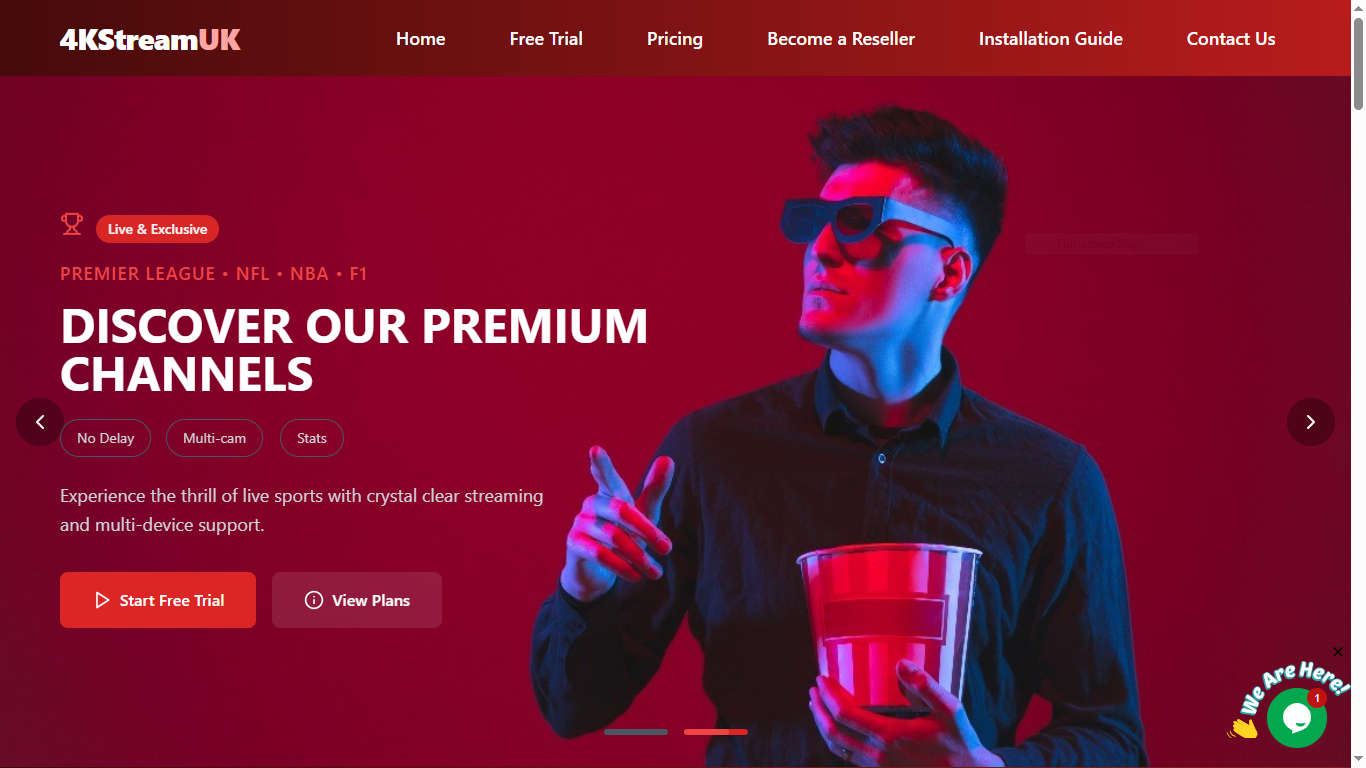 4KStreamUK
Home
Free Trial
Pricing
Become a Reseller
Installation Guide
Contact Us
Live & Exclusive
PREMIER LEAGUE • NFL • NBA • F1
DISCOVER OUR PREMIUM
CHANNELS
No Delay
Multi-cam
Stats
Experience the thrill of live sports with crystal clear streaming
and multi-device support.
Start Free Trial
View Plans
We Are Here!
1